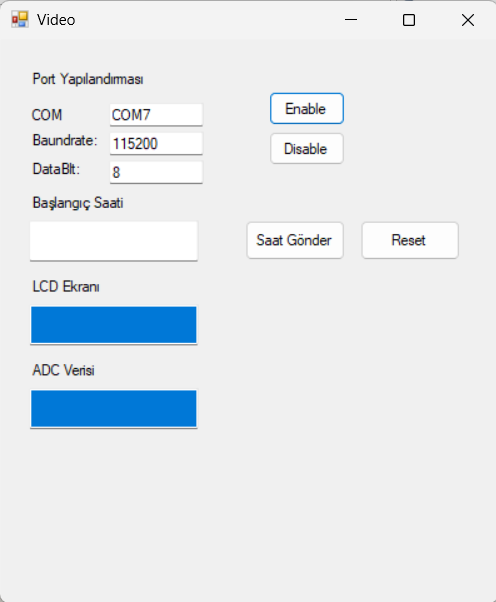 Video
Port Yapılandırması
COM COM7
Enable
Baundrate: 115200
Disable
DataBlt: 8
Başlangıç Saati
Saat Gönder Reset
LCD Ekranı
ADC Verisi